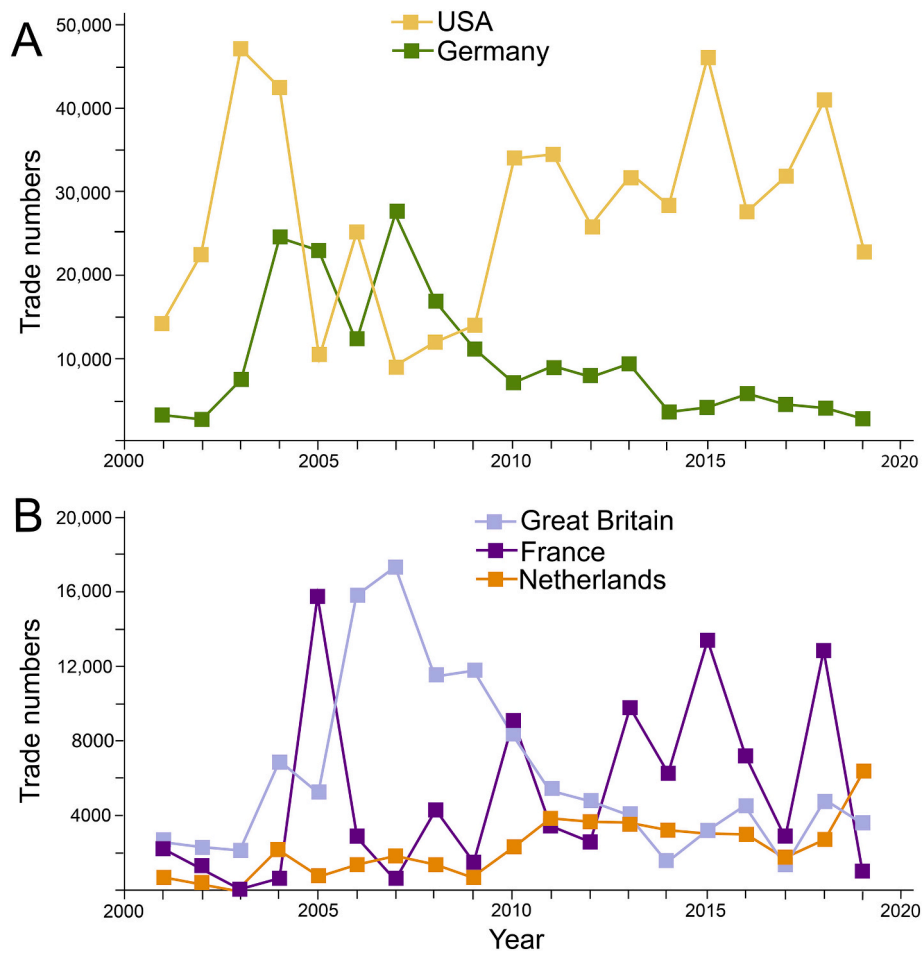 A
USA
Germany
50,000
40,000
30,000
20,000
10,000
Trade numbers
2000 2005 2010 2015 2020
B
Great Britain
France
Netherlands
20,000
16,000
12,000
8000
4000
Trade numbers
2000 2005 2010 2015 2020
Year